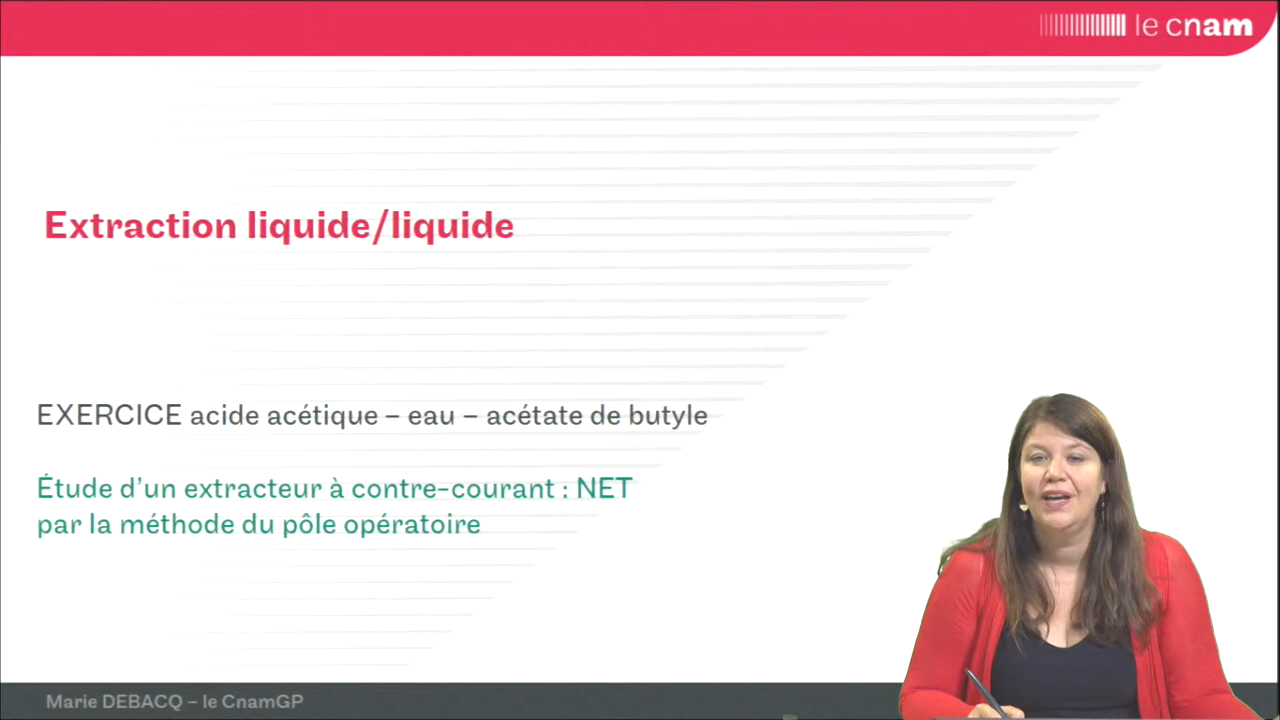 le cnam
Extraction liquide/liquide
EXERCICE acide acétique – eau – acétate de butyle
Étude d'un extracteur à contre-courant : NET
par la méthode du pôle opératoire
Marie DEBACQ – le CnamGP